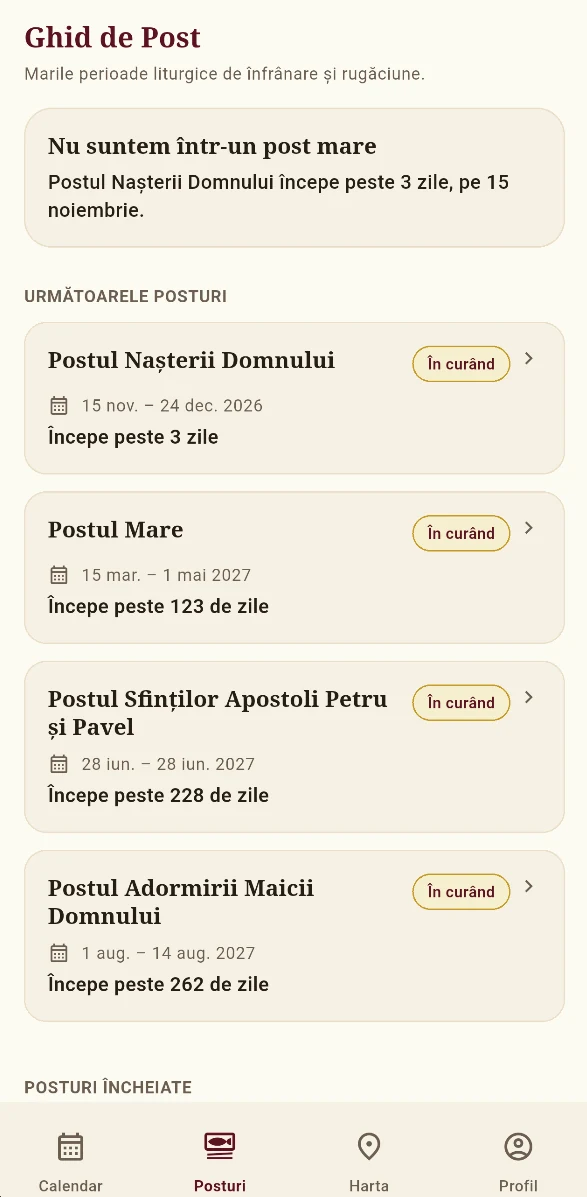 Ghid de Post
Marile perioade liturgice de înfrânare și rugăciune.
Nu suntem într-un post mare
Postul Nașterii Domnului începe peste 3 zile, pe 15
noiembrie.
URMĂTOARELE POSTURI
Postul Nașterii Domnului
În curând
15 nov. – 24 dec. 2026
Începe peste 3 zile
Postul Mare
În curând
15 mar. – 1 mai 2027
Începe peste 123 de zile
Postul Sfinților Apostoli Petru
și Pavel
În curând
28 iun. – 28 iun. 2027
Începe peste 228 de zile
Postul Adormirii Maicii
Domnului
În curând
1 aug. – 14 aug. 2027
Începe peste 262 de zile
POSTURI ÎNCHEIATE
Calendar
Posturi
Harta
Profil